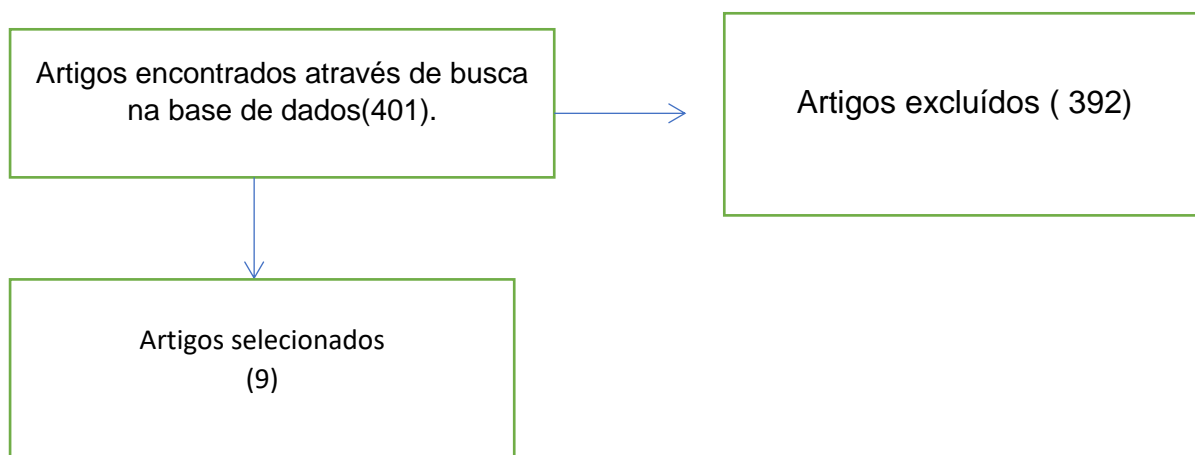 Artigos encontrados através de busca
na base de dados(401).
Artigos excluídos ( 392)
Artigos selecionados
(9)